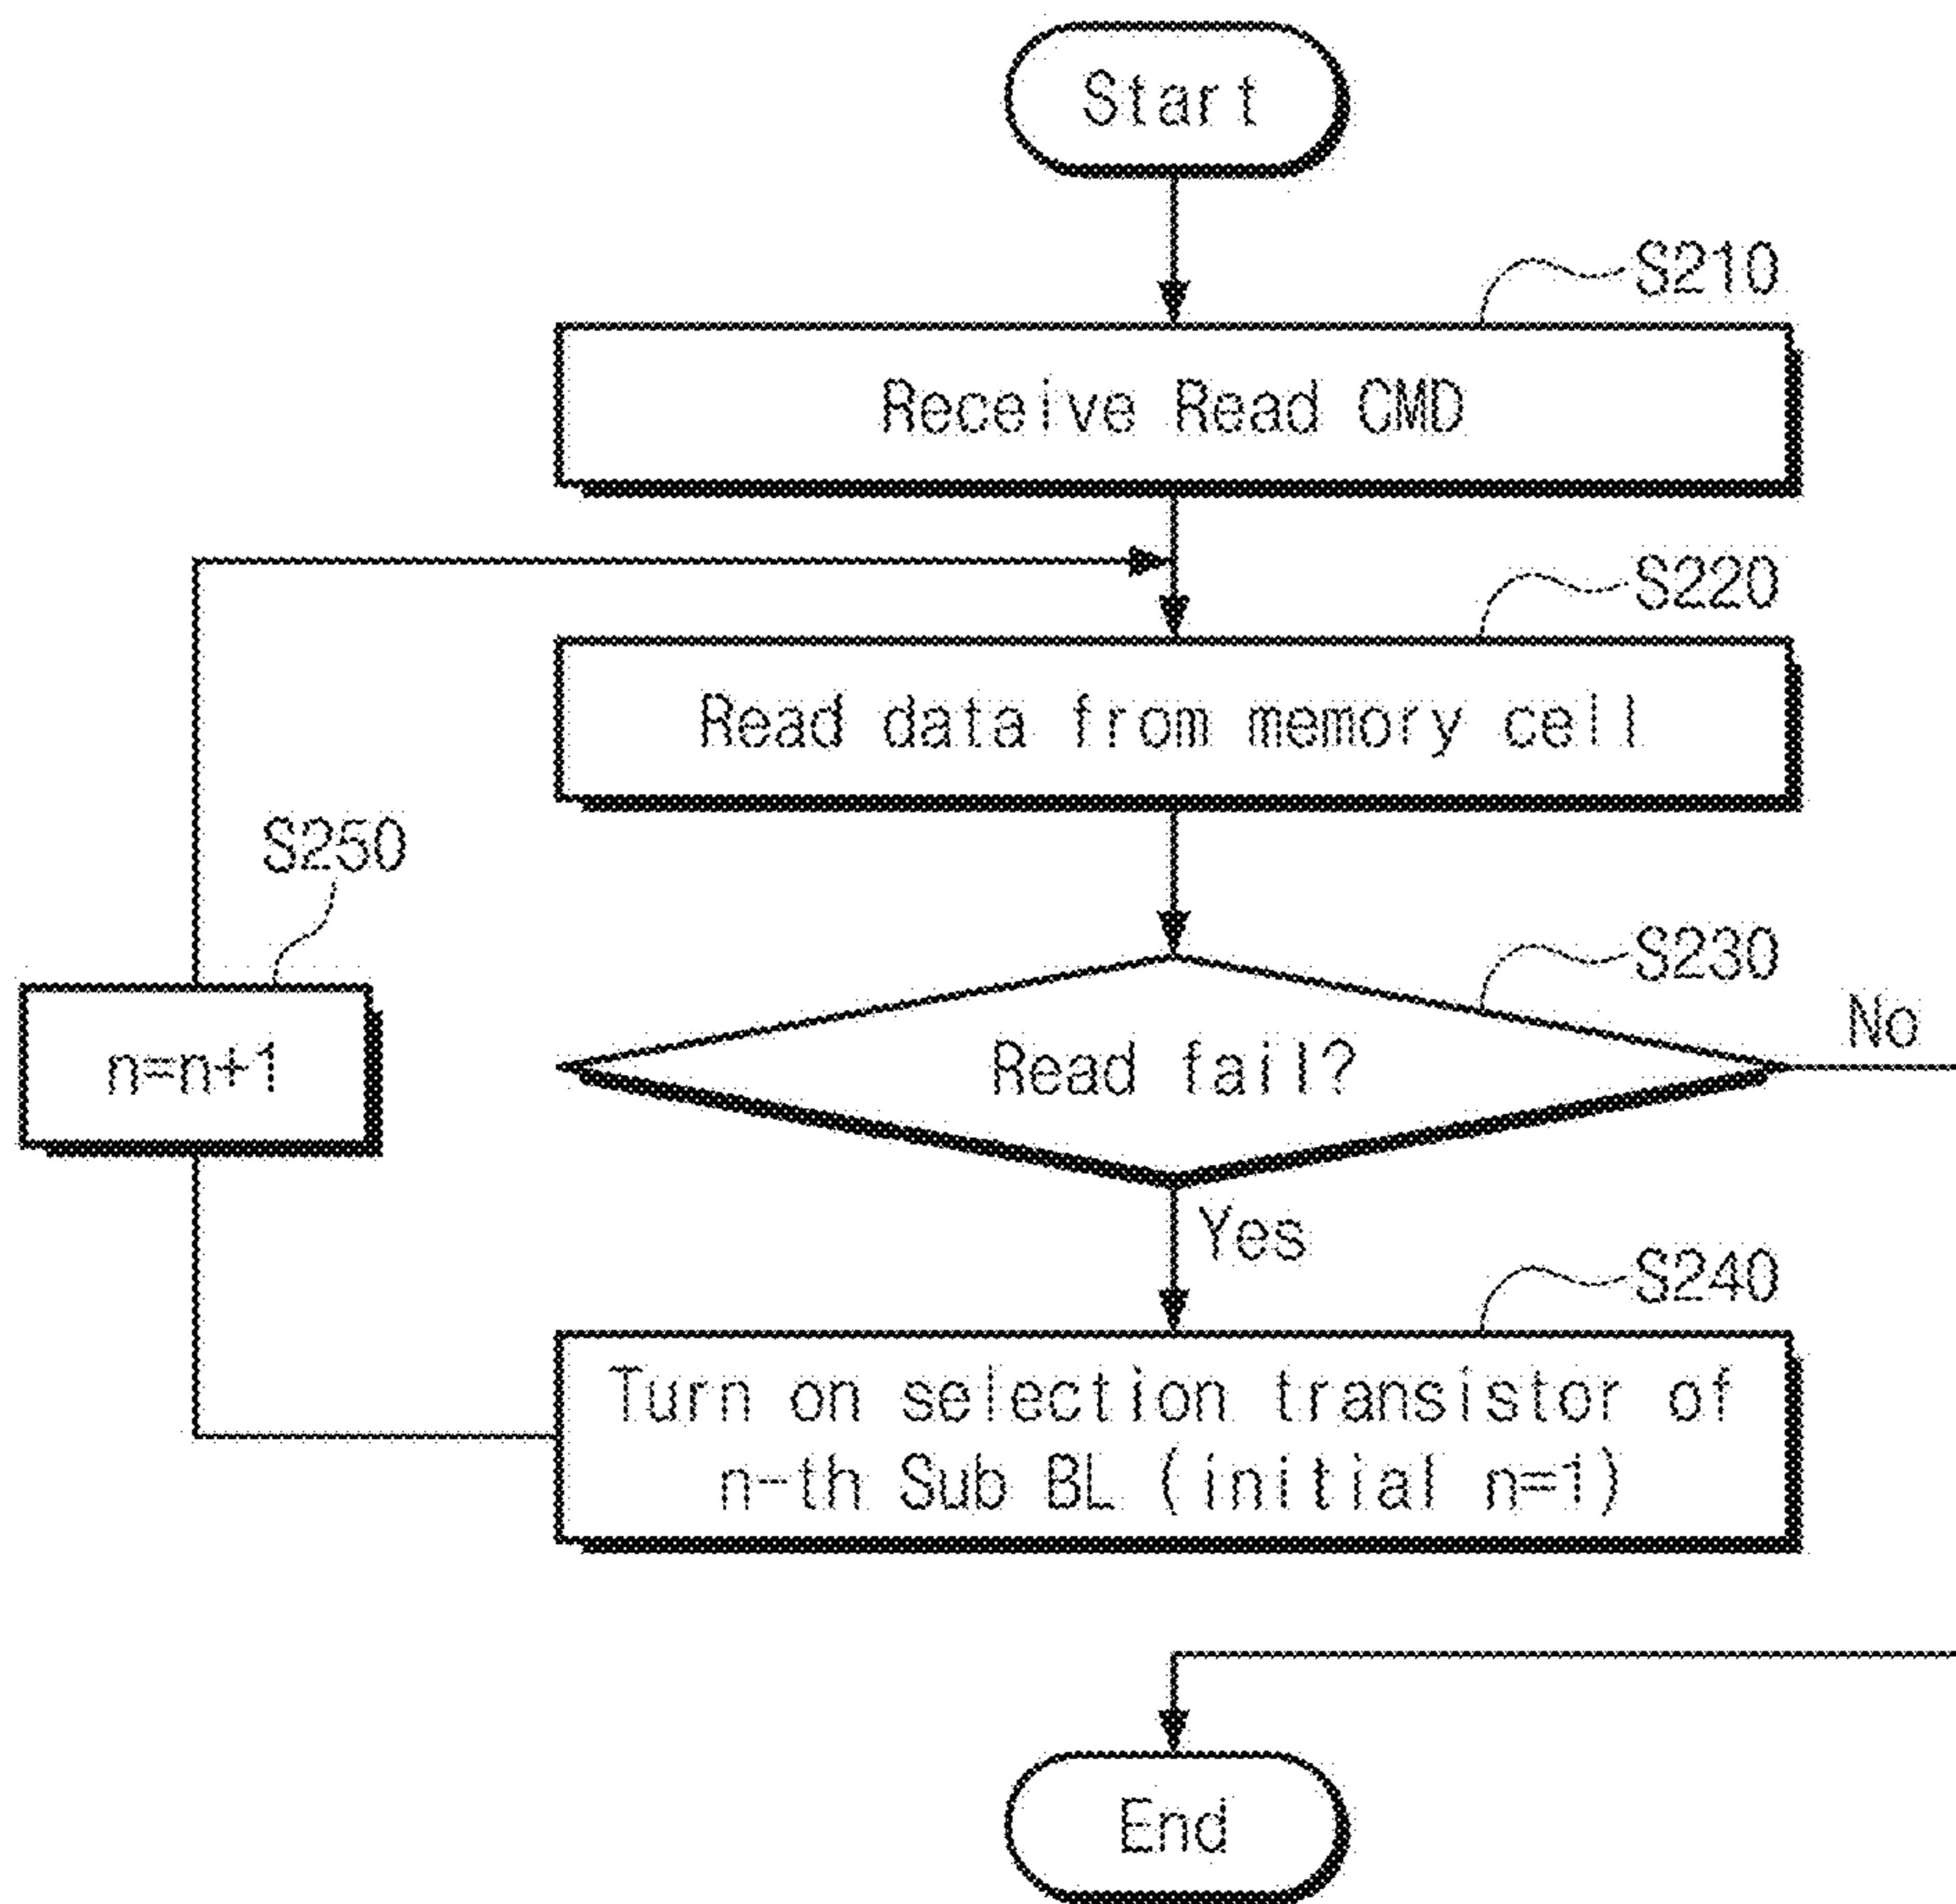 Start
S210
Receive Read CMD
S220
Read data from memory cell
S250
S230
No
n=n+1
Read fail?
Yes
S240
Turn on selection transistor of
n-th Sub BL (initial n=1)
End